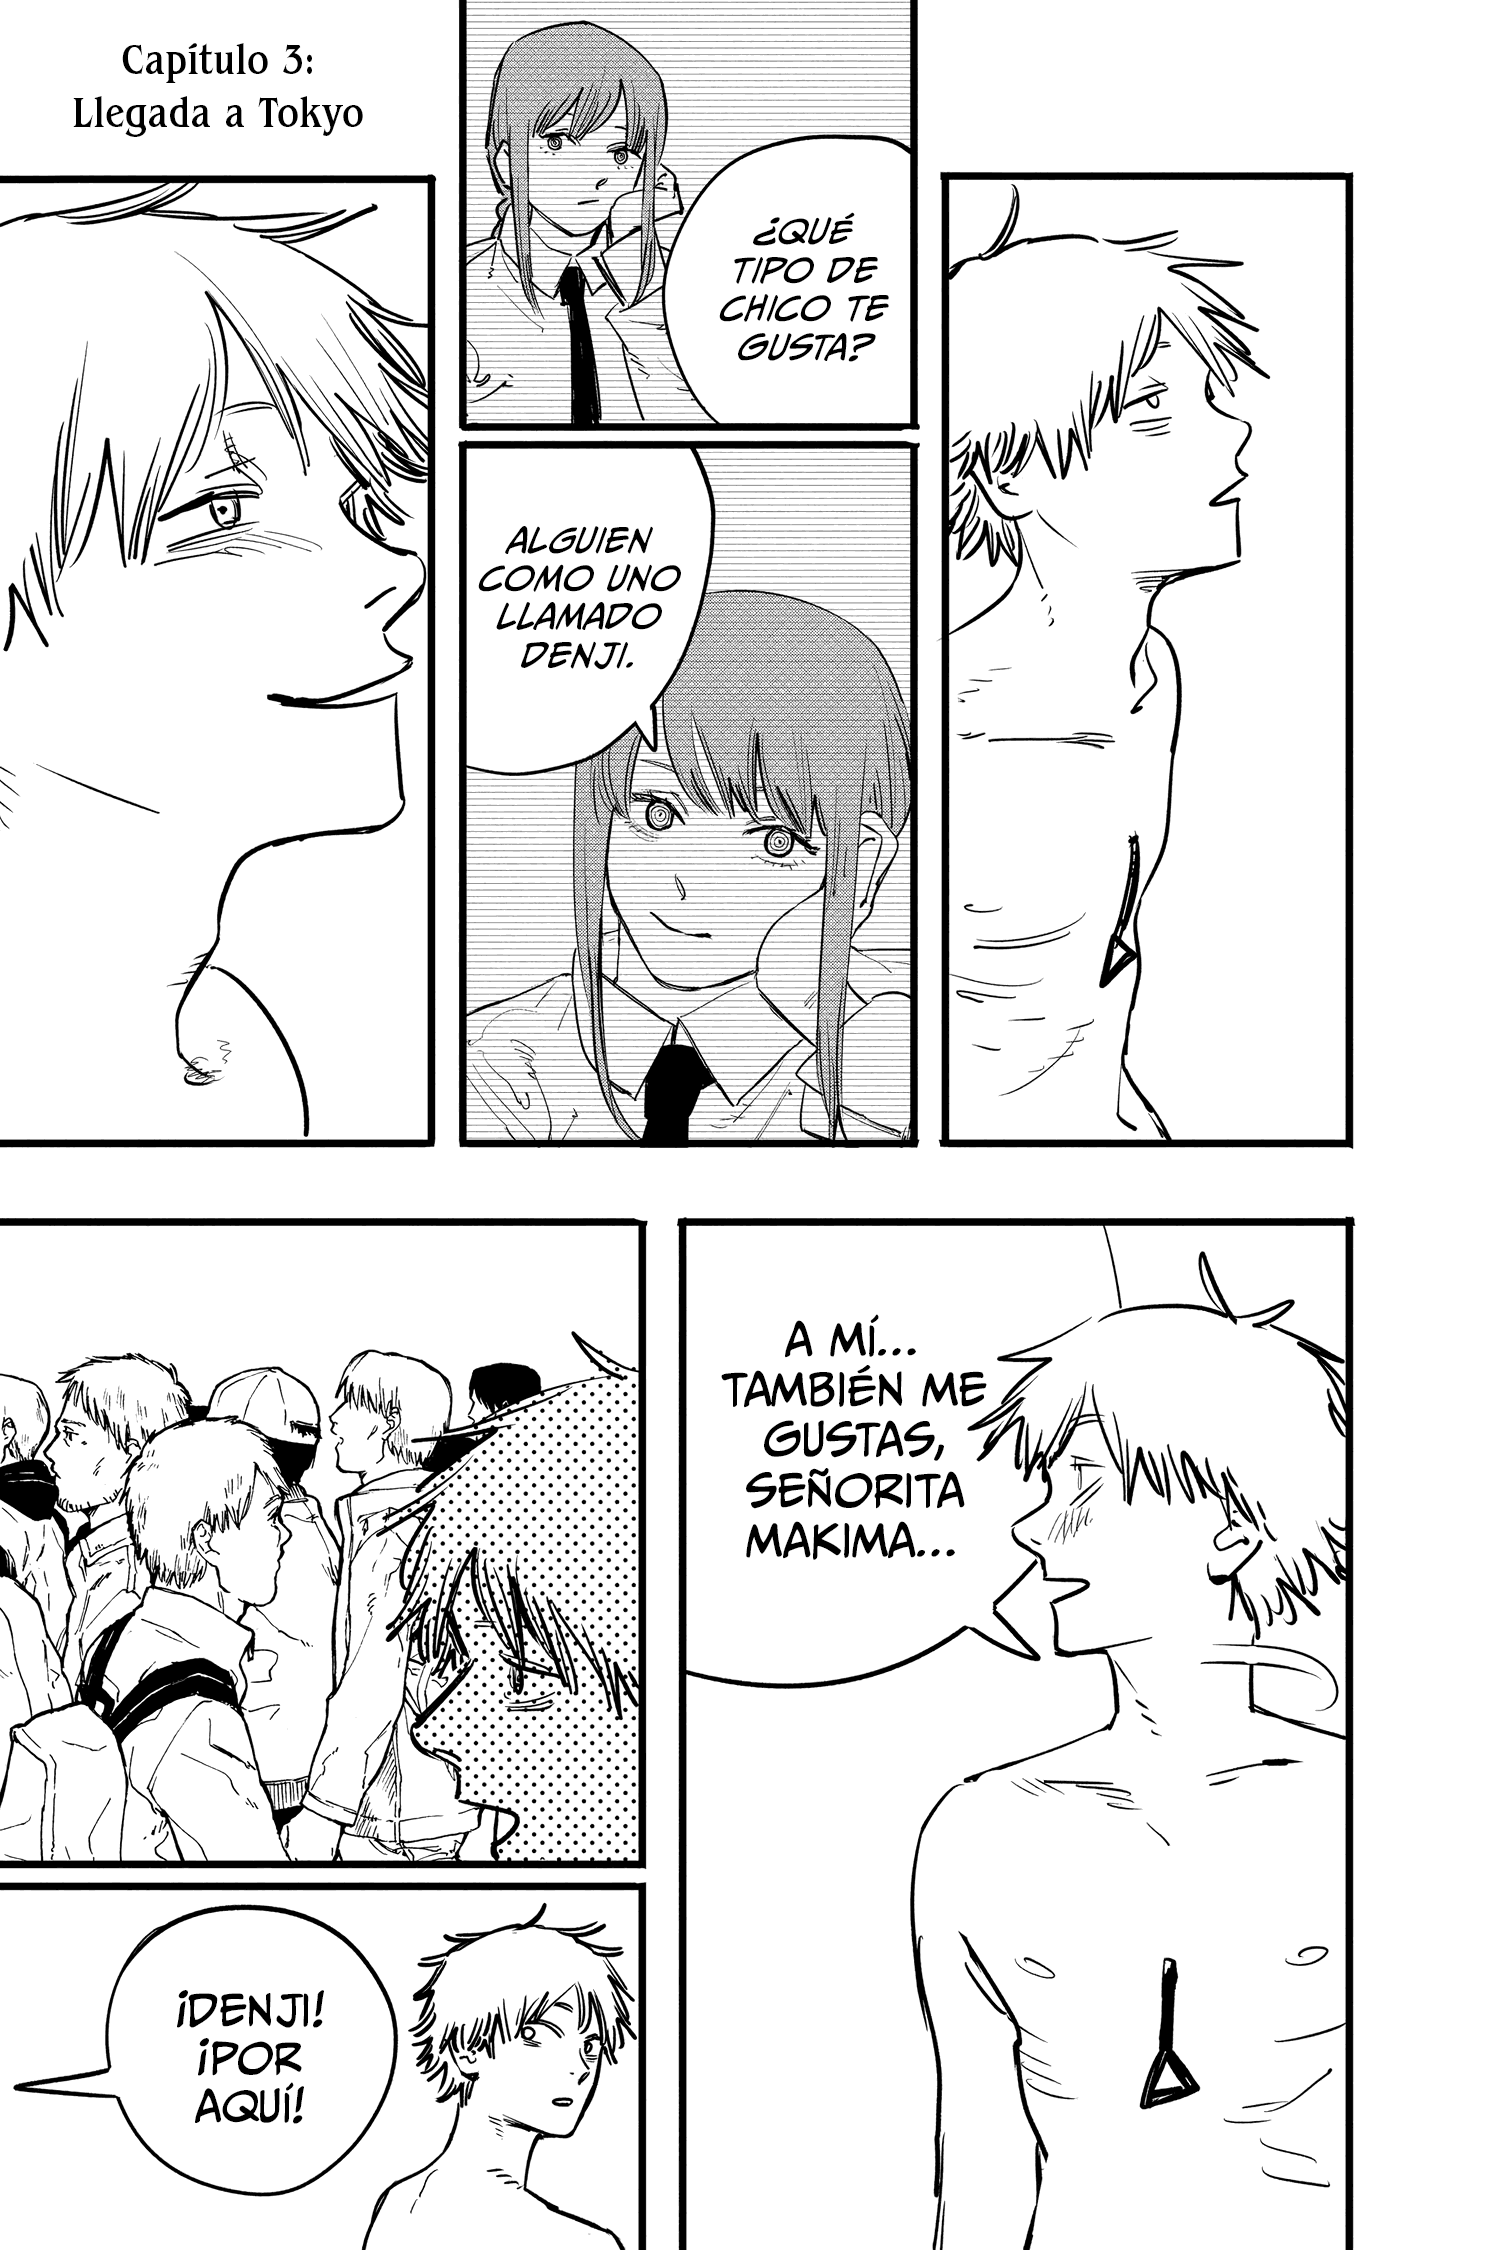 Capítulo 3:
Llegada a Tokyo
¿QUÉ
TIPO DE
CHICO TE
GUSTA?
ALGUIEN
COMO UNO
LLAMADO
DENJI.
A MÍ...
TAMBIÉN ME
GUSTAS,
SEÑORITA
MAKIMA...
¡DENJI!
¡POR
AQUÍ!